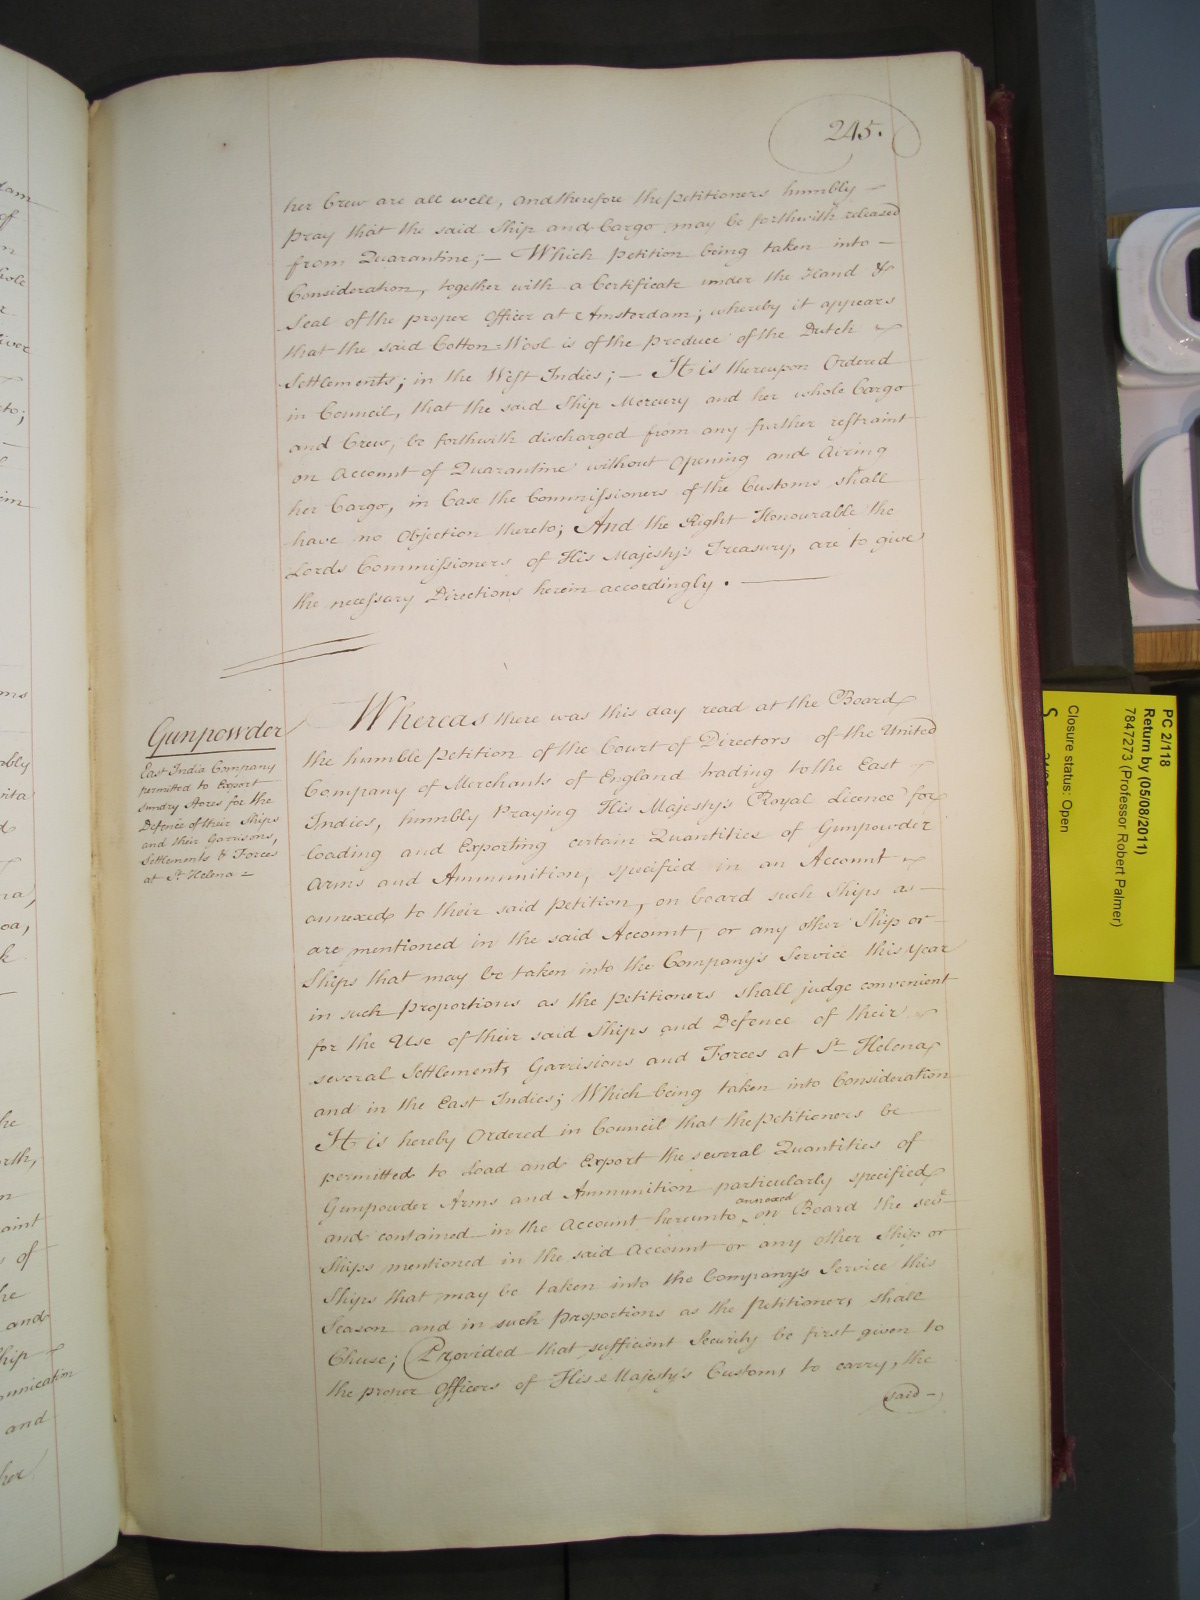 245.
her Crew are all well, and therefore the petitioners humbly –
pray that the said Ship and Cargo may be forthwith released
from Quarantine; – Which Petition being taken into –
Consideration, together with a Certificate under the Hand &
Seal of the proper Officer at Amsterdam; whereby it appears
that the said Cotton=Wool is of the Produce of the Dutch
Settlements; in the West Indies; – It is thereupon Ordered
in Council, that the said Ship Mercury and her whole Cargo
and Crew, be forthwith discharged from any further restraint
on Account of Quarantine without Opening and Airing
her Cargo, in Case the Commissioners of the Customs shall
have no Objection thereto; And the Right Honourable the
Lords Commissioners of His Majesty's Treasury, are to give
the necessary Directions herein accordingly. –
Gunpowder
East India Company
permitted to Export
sundry Stores for the
Defence of their Ships
and their Garrisons,
Settlements & Forces
at St. Helena –
Whereas there was this day read at the Board
the humble Petition of the Court of Directors of the United
Company of Merchants of England trading to the East
Indies, humbly Praying His Majesty's Royal Licence for
loading and Exporting certain Quantities of Gunpowder
Arms and Ammunition, specified in an Account
annexed to their said Petition, on board such Ships as –
are mentioned in the said Account, or any other Ship or
Ships that may be taken into the Company's Service this Year
in such Proportions as the Petitioners shall judge convenient
for the Use of their said Ships and Defence of their
several Settlements Garrisions and Forces at St. Helena
and in the East Indies; Which being taken into Consideration
It is hereby Ordered in Council that the petitioners be
permitted to Load and Export the several Quantities of
Gunpowder Arms and Ammunition particularly specified
and contained in the Account hereunto annexed on Board the sevl
Ships mentioned in the said Account or any other Ship or
Ships that may be taken into the Company's Service this
Season and in such Proportions as the Petitioners shall
Chuse; Provided that sufficient Security be first given to
the proper Officers of His Majesty's Customs to carry, the
said –
PC 2/118
Return by (05/08/2011)
7847273 (Professor Robert Palmer)
Closure status: Open
S